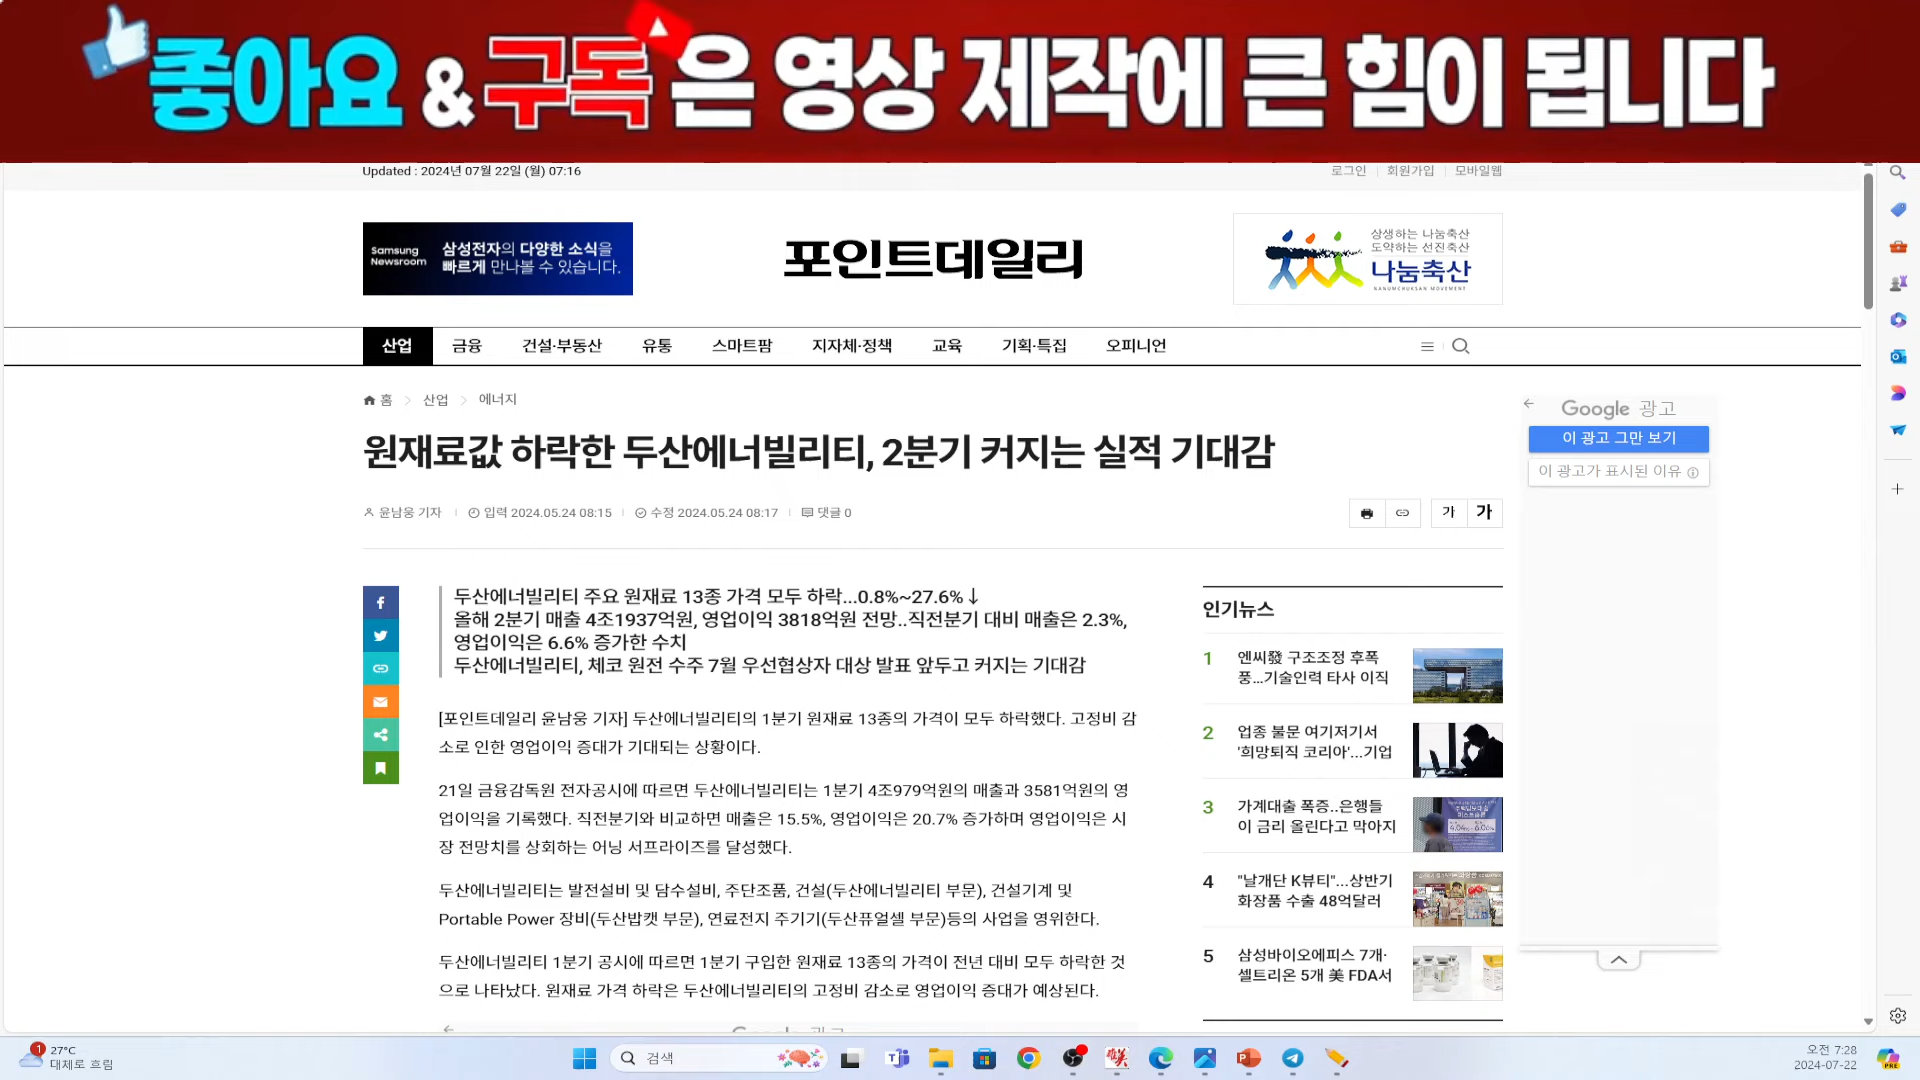 좋아요 & 구독 은 영상 제작에 큰 힘이 됩니다
Updated : 2024년 07월 22일 (월) 07:16
로그인
회원가입
모바일웹
Samsung Newsroom
삼성전자의 다양한 소식을
빠르게 만나볼 수 있습니다.
포인트데일리
상생하는 나눔축산
도약하는 선진축산
나눔축산
NANUMCHUKSAN MOVEMENT
산업
금융
건설·부동산
유통
스마트팜
지자체·정책
교육
기획·특집
오피니언
홈 > 산업 > 에너지
원재료값 하락한 두산에너빌리티, 2분기 커지는 실적 기대감
윤남웅 기자
입력 2024.05.24 08:15
수정 2024.05.24 08:17
댓글 0
가
가
두산에너빌리티 주요 원재료 13종 가격 모두 하락...0.8%~27.6%↓
올해 2분기 매출 4조1937억원, 영업이익 3818억원 전망..직전분기 대비 매출은 2.3%,
영업이익은 6.6% 증가한 수치
두산에너빌리티, 체코 원전 수주 7월 우선협상자 대상 발표 앞두고 커지는 기대감
[포인트데일리 윤남웅 기자] 두산에너빌리티의 1분기 원재료 13종의 가격이 모두 하락했다. 고정비 감
소로 인한 영업이익 증대가 기대되는 상황이다.
21일 금융감독원 전자공시에 따르면 두산에너빌리티는 1분기 4조979억원의 매출과 3581억원의 영
업이익을 기록했다. 직전분기와 비교하면 매출은 15.5%, 영업이익은 20.7% 증가하며 영업이익은 시
장 전망치를 상회하는 어닝 서프라이즈를 달성했다.
두산에너빌리티는 발전설비 및 담수설비, 주단조품, 건설(두산에너빌리티 부문), 건설기계 및
Portable Power 장비(두산밥캣 부문), 연료전지 주기기(두산퓨얼셀 부문)등의 사업을 영위한다.
두산에너빌리티 1분기 공시에 따르면 1분기 구입한 원재료 13종의 가격이 전년 대비 모두 하락한 것
으로 나타났다. 원재료 가격 하락은 두산에너빌리티의 고정비 감소로 영업이익 증대가 예상된다.
Google 광고
인기뉴스
1 엔씨發 구조조정 후폭
풍...기술인력 타사 이직
2 업종 불문 여기저기서
'희망퇴직 코리아'...기업
3 가계대출 폭증..은행들
이 금리 올린다고 막아지
4 "날개단 K뷰티"...상반기
화장품 수출 48억달러
5 삼성바이오에피스 7개·
셀트리온 5개 美 FDA서
Google 광고
이 광고 그만 보기
이 광고가 표시된 이유
1
27°C
대체로 흐림
검색
오전 7:28
2024-07-22